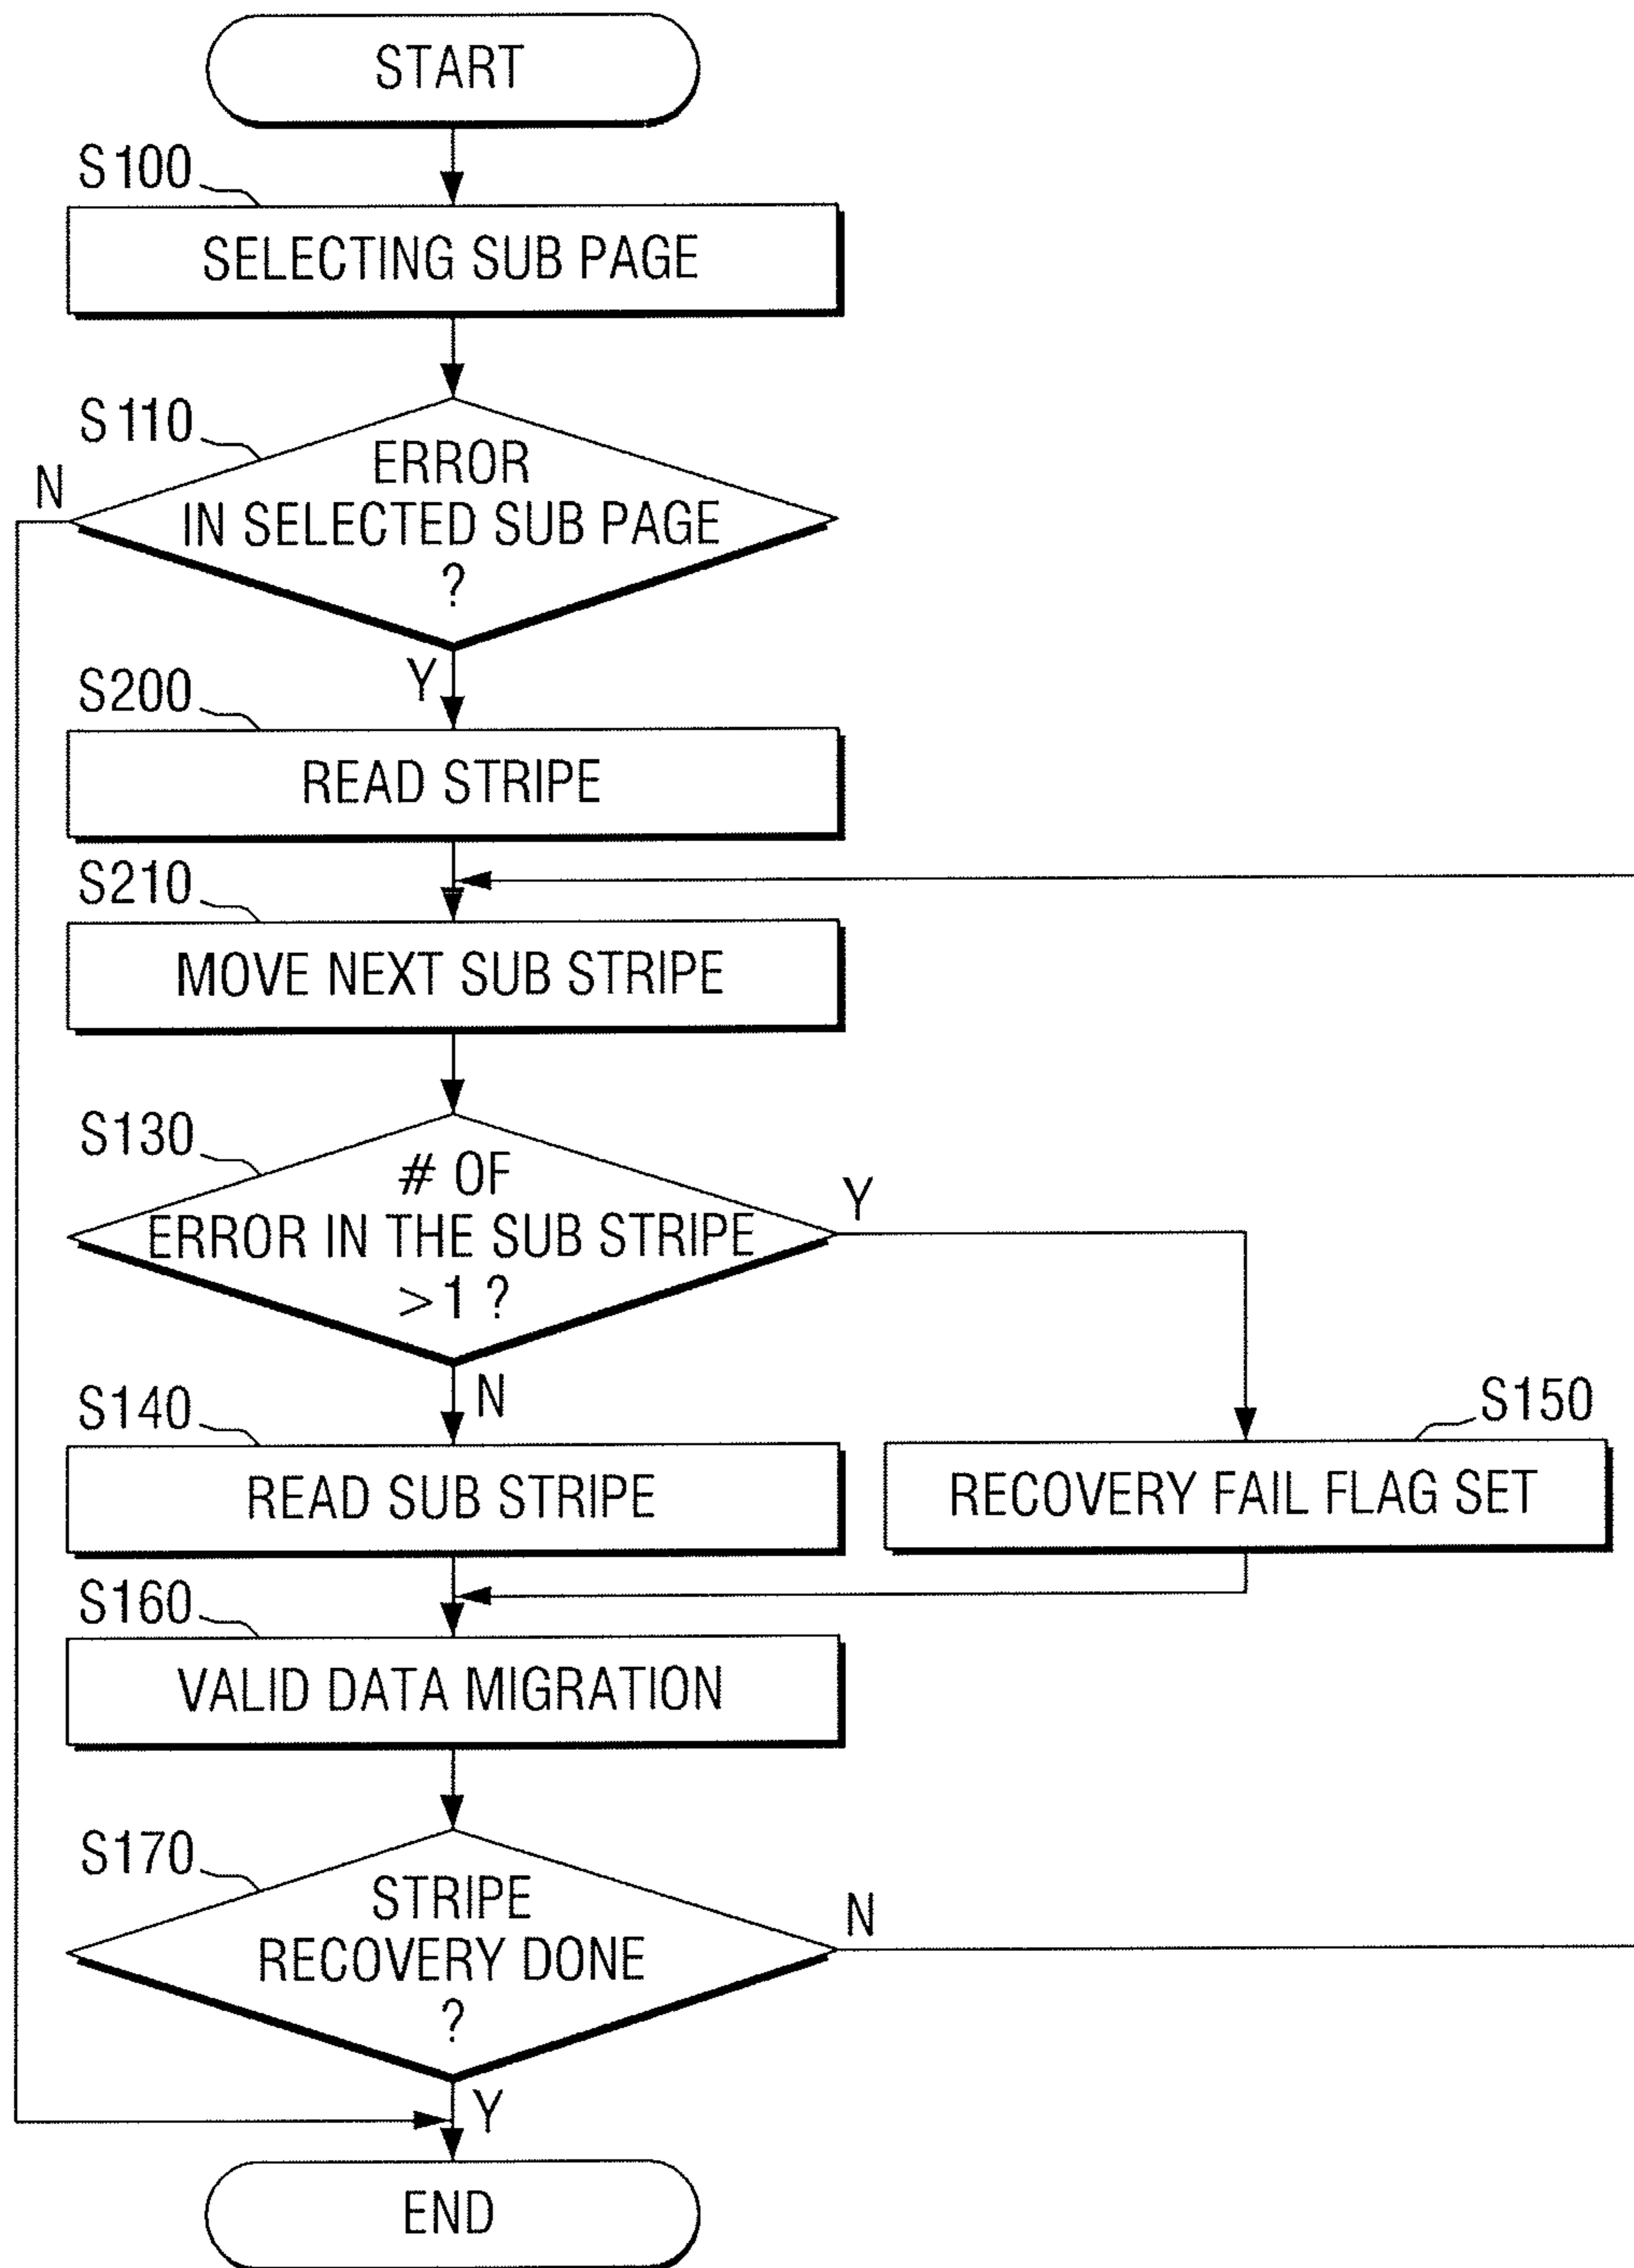 START
S100
SELECTING SUB PAGE
S110
N
ERROR
IN SELECTED SUB PAGE
?
Y
S200
READ STRIPE
S210
MOVE NEXT SUB STRIPE
S130
# OF
ERROR IN THE SUB STRIPE
>1 ?
Y
N
S140
READ SUB STRIPE
S150
RECOVERY FAIL FLAG SET
S160
VALID DATA MIGRATION
S170
STRIPE
RECOVERY DONE
?
N
Y
END